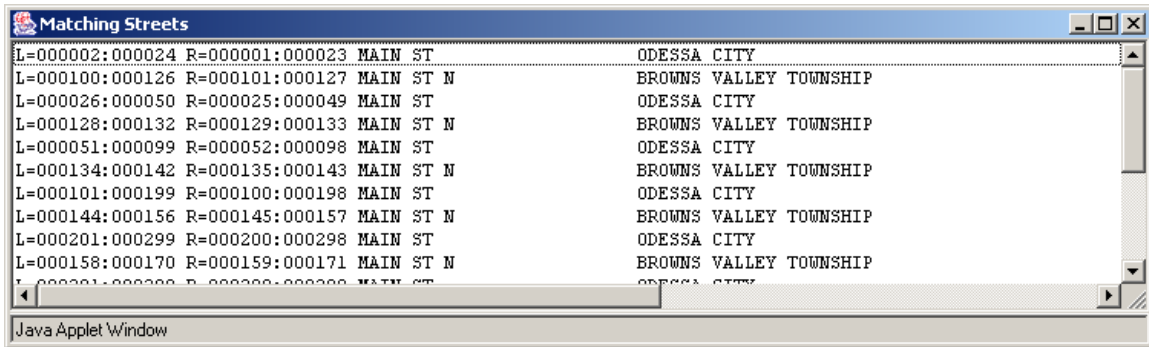 Matching Streets
L=000002:000024 R=000001:000023 MAIN ST ODESSA CITY
L=000100:000126 R=000101:000127 MAIN ST N BROWNS VALLEY TOWNSHIP
L=000026:000050 R=000025:000049 MAIN ST ODESSA CITY
L=000128:000132 R=000129:000133 MAIN ST N BROWNS VALLEY TOWNSHIP
L=000051:000099 R=000052:000098 MAIN ST ODESSA CITY
L=000134:000142 R=000135:000143 MAIN ST N BROWNS VALLEY TOWNSHIP
L=000101:000199 R=000100:000198 MAIN ST ODESSA CITY
L=000144:000156 R=000145:000157 MAIN ST N BROWNS VALLEY TOWNSHIP
L=000201:000299 R=000200:000298 MAIN ST ODESSA CITY
L=000158:000170 R=000159:000171 MAIN ST N BROWNS VALLEY TOWNSHIP
MAIN ST ODESSA CITY
Java Applet Window